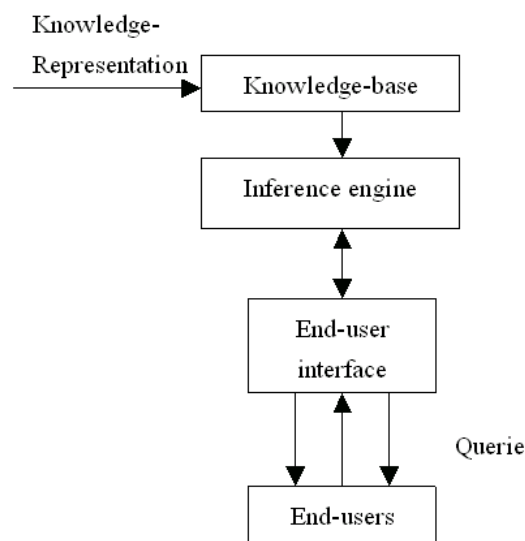 Knowledge-
Representation
Knowledge-base
Inference engine
End-user
interface
Querie
End-users